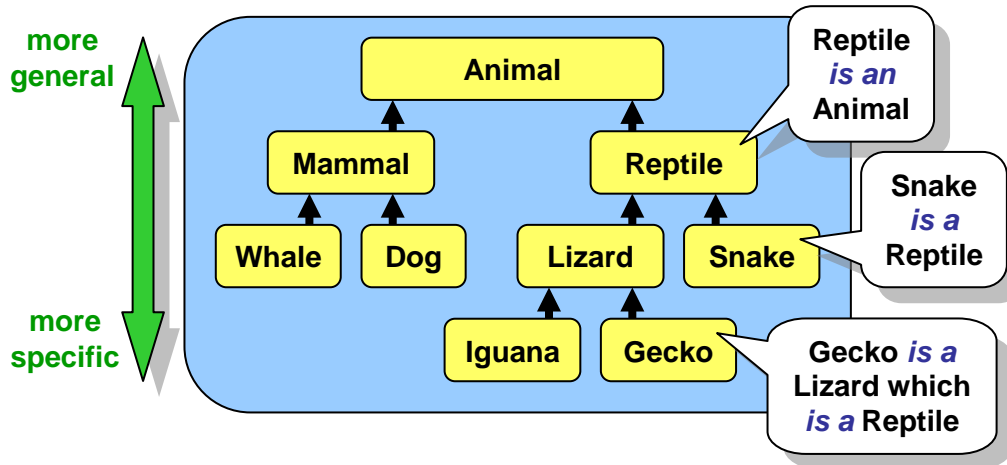 more
general
Animal
Reptile
is an
Animal
Mammal
Reptile
Snake
is a
Reptile
Whale
Dog
Lizard
Snake
more
specific
Iguana
Gecko
Gecko is a
Lizard which
is a Reptile